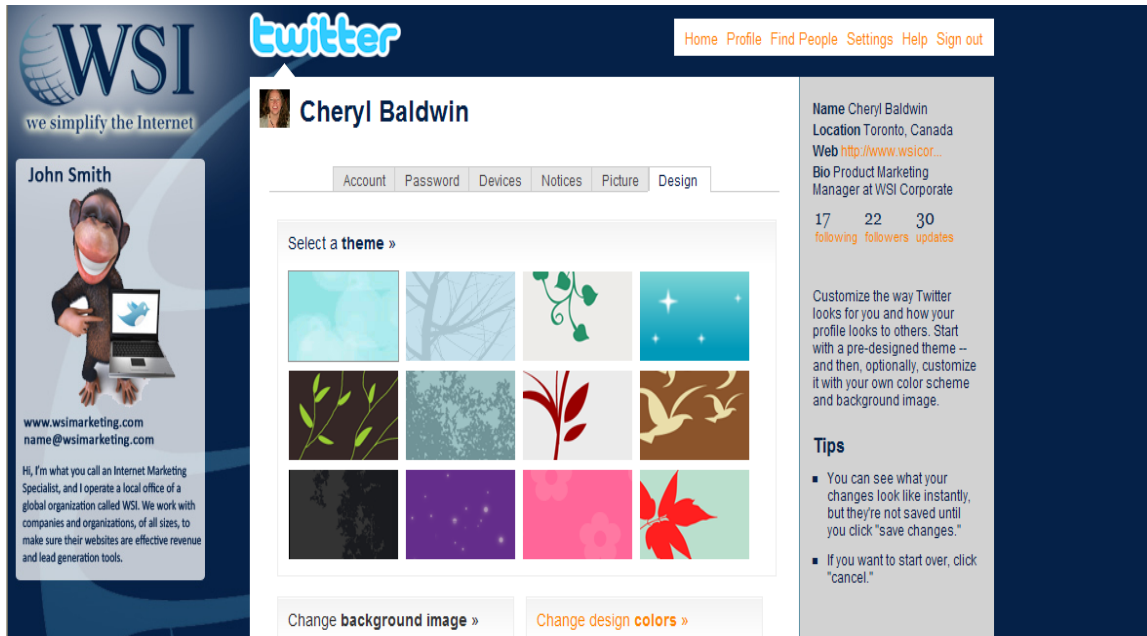 WSI
we simplify the Internet
John Smith
www.wsimarketing.com
name@wsimarketing.com
Hi, I'm what you call an Internet Marketing
Specialist, and I operate a local office of a
global organization called WSI. We work with
companies and organizations, of all sizes, to
make sure their websites are effective revenue
and lead generation tools.
twitter
Home Profile Find People Settings Help Sign out
Cheryl Baldwin
Account Password Devices Notices Picture Design
Select a theme »
Change background image »
Change design colors »
Name Cheryl Baldwin
Location Toronto, Canada
Web http://www.wsicor...
Bio Product Marketing
Manager at WSI Corporate
17 22 30
following followers updates
Customize the way Twitter
looks for you and how your
profile looks to others. Start
with a pre-designed theme --
and then, optionally, customize
it with your own color scheme
and background image.
Tips
You can see what your
changes look like instantly,
but they're not saved until
you click "save changes."
If you want to start over, click
"cancel."